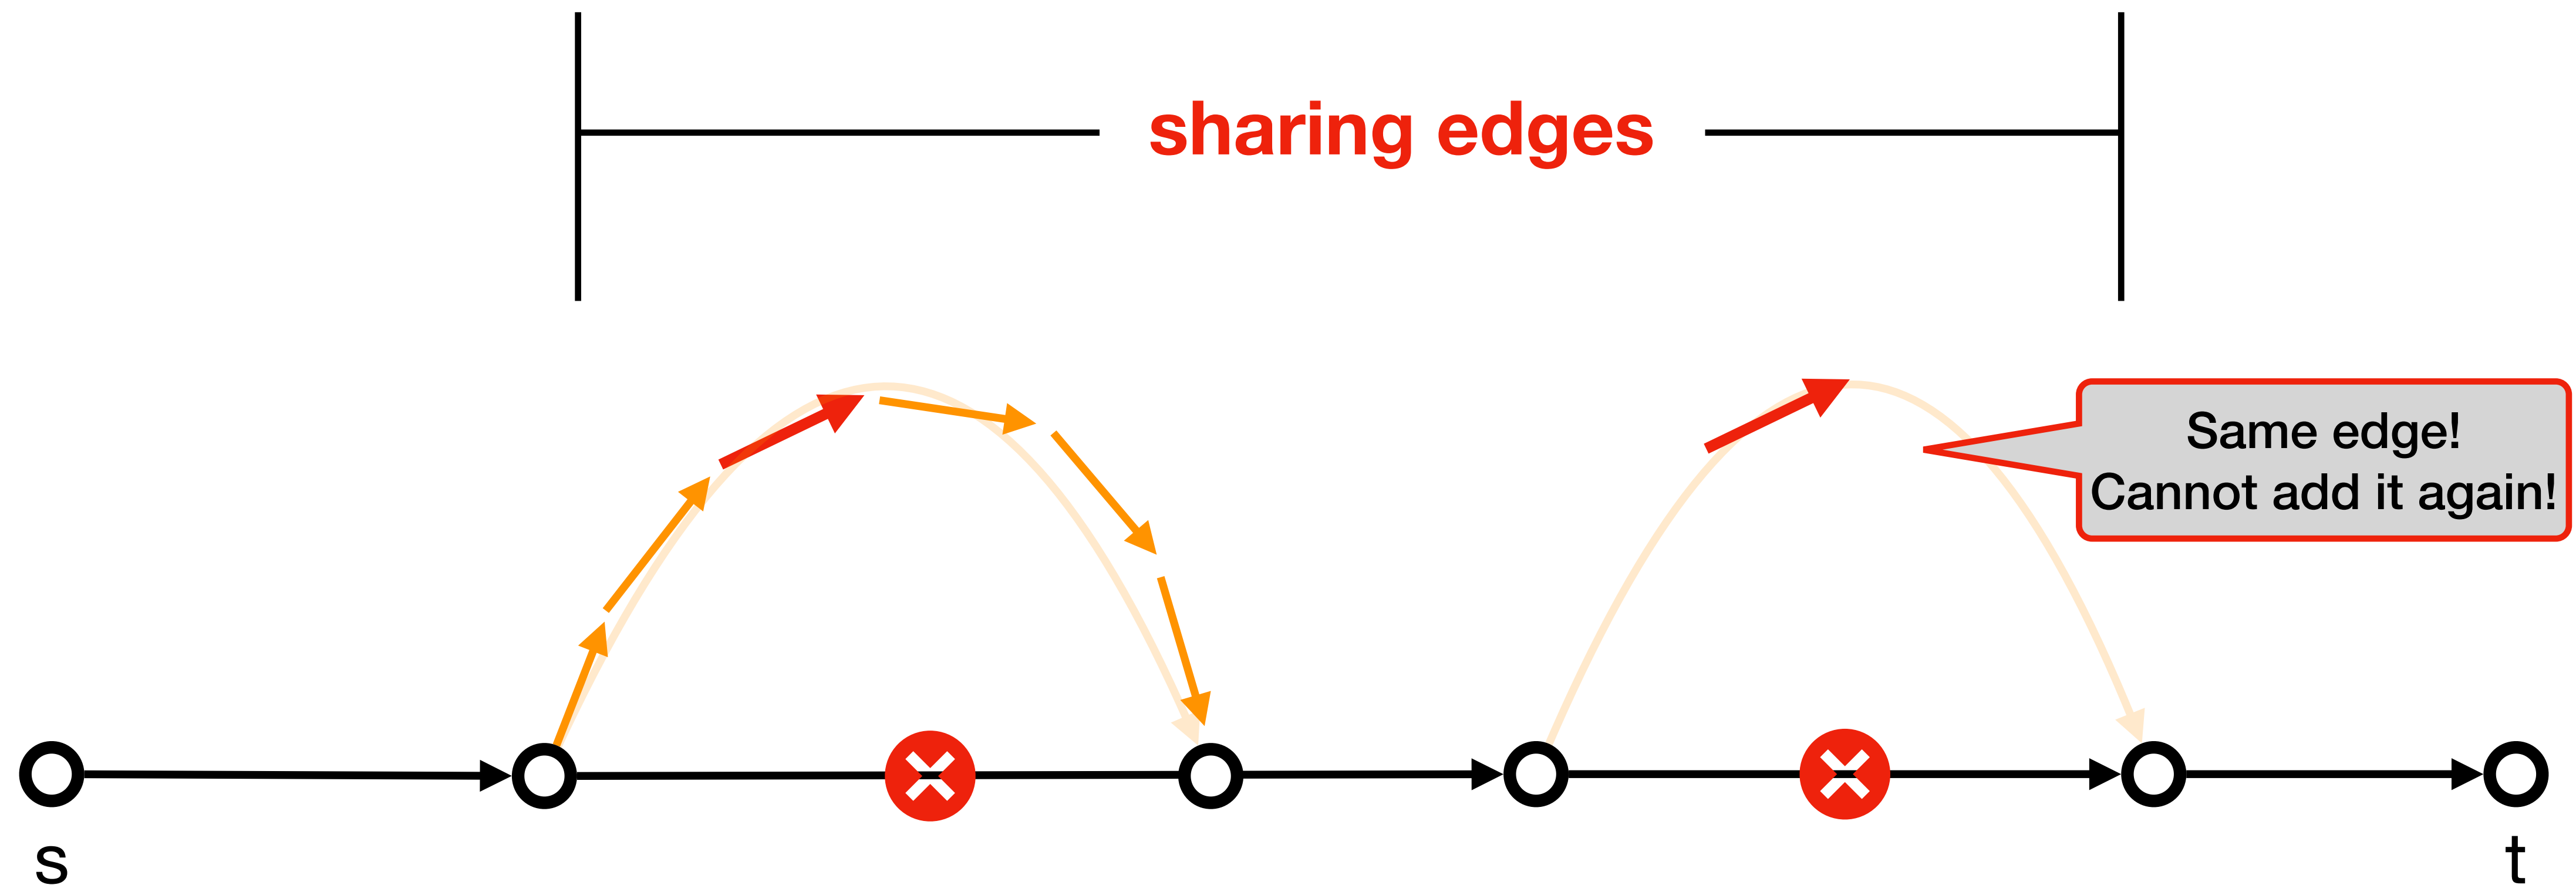 sharing edges
Same edge!
Cannot add it again!
s
t